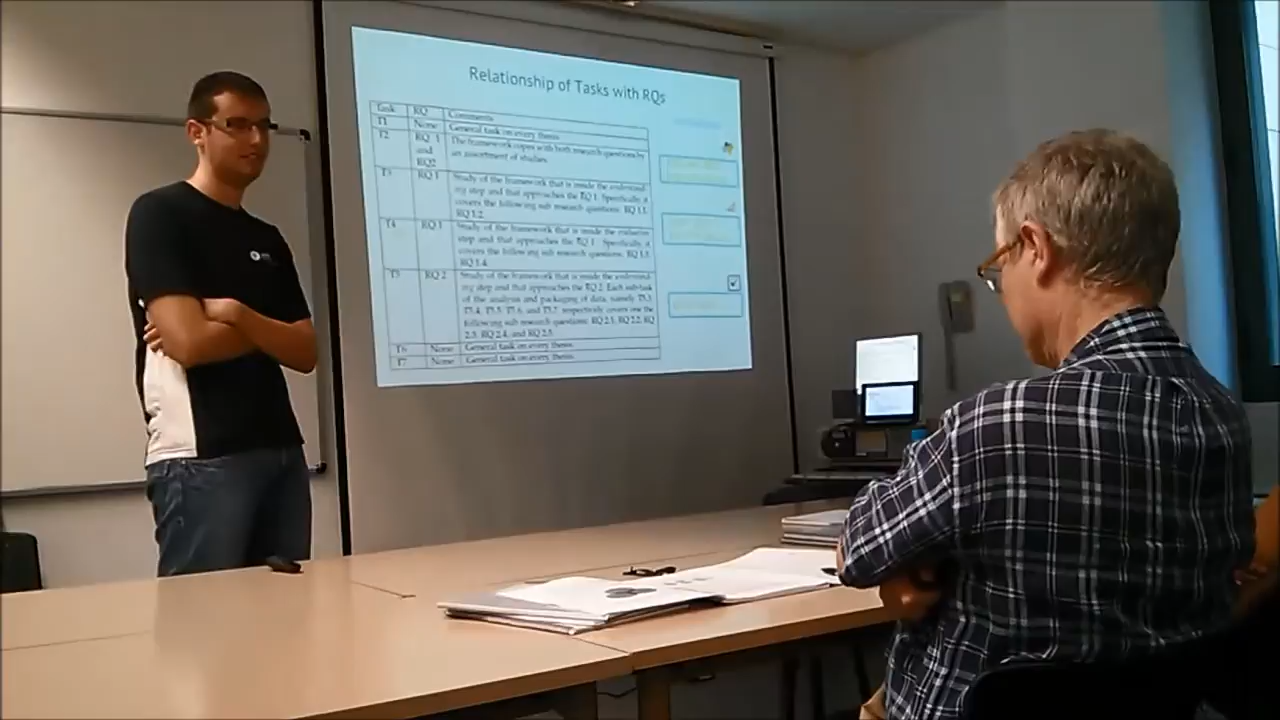 Relationship of Tasks with RQs
Task RQ Comments
T1 None General task on every thesis
T2 RQ 1 The framework copes with both research questions by
and an assortment of studies
RQ2
T3 RQ 1 Study of the framework that is inside the understand-
ing step and that approaches the RQ 1. Specifically, it
covers the following sub research questions: RQ 1.1,
RQ 1.2.
T4 RQ 1 Study of the framework that is inside the
step and that approaches the RQ 1. Specifically, it
covers the following sub research questions: RQ 1.3,
RQ 1.4.
T5 RQ 2 Study of the framework that is inside the understand-
ing step and that approaches the RQ 2. Each sub-task
of the analysis and packaging of data, namely T5.3,
T5.4, T5.5, T5.6, and T5.7, respectively covers one the
following sub research questions: RQ 2.1, RQ 2.2, RQ
2.3, RQ 2.4, and RQ 2.5.
T6 None General task on every thesis
T7 None General task on every thesis